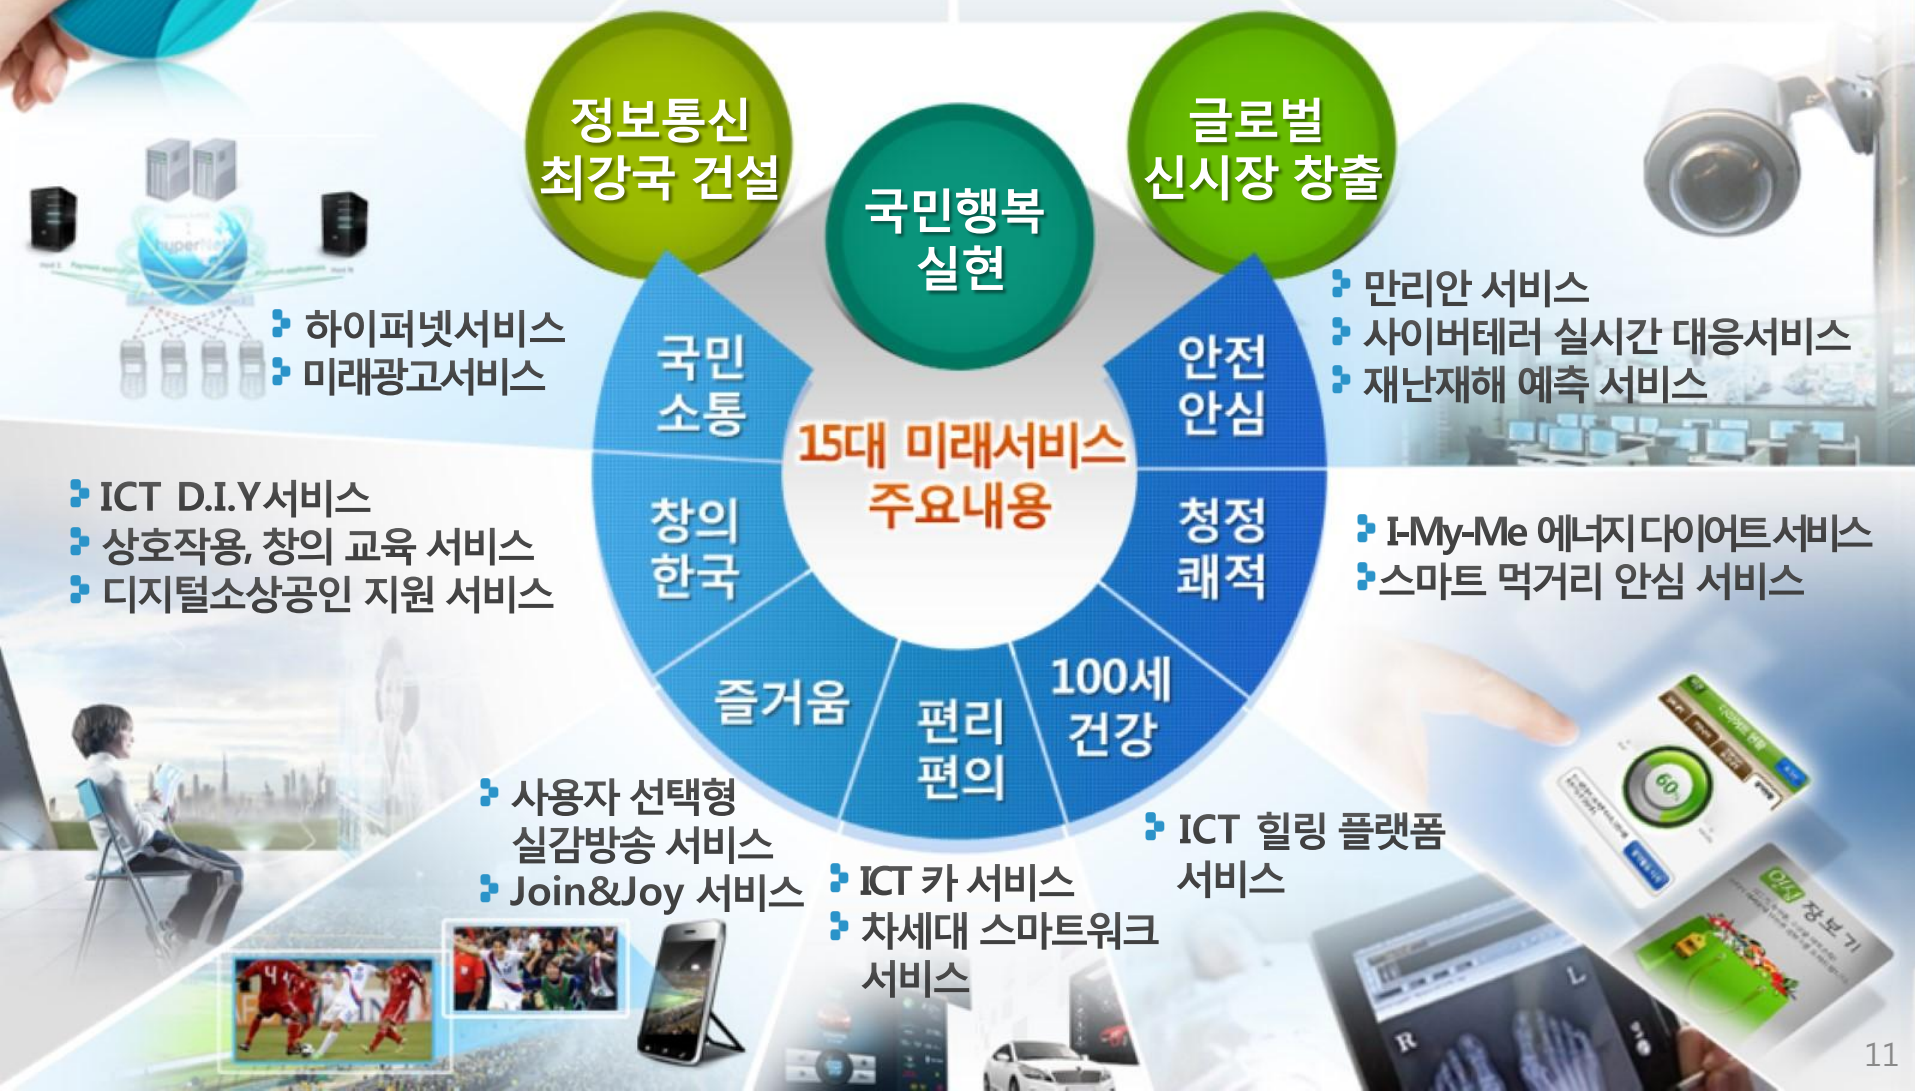 정보통신
최강국 건설
국민행복
실현
글로벌
신시장 창출
15대 미래서비스
주요내용
국민
소통
하이퍼넷서비스
미래광고서비스
창의
한국
ICT D.I.Y서비스
상호작용, 창의 교육 서비스
디지털소상공인 지원 서비스
즐거움
사용자 선택형
실감방송 서비스
Join&Joy 서비스
편리
편의
ICT 카 서비스
차세대 스마트워크
서비스
100세
건강
ICT 힐링 플랫폼
서비스
청정
쾌적
I-My-Me 에너지다이어트서비스
스마트 먹거리 안심 서비스
안전
안심
만리안 서비스
사이버테러 실시간 대응서비스
재난재해 예측 서비스
60%
안심 정보기
R
L
4
11